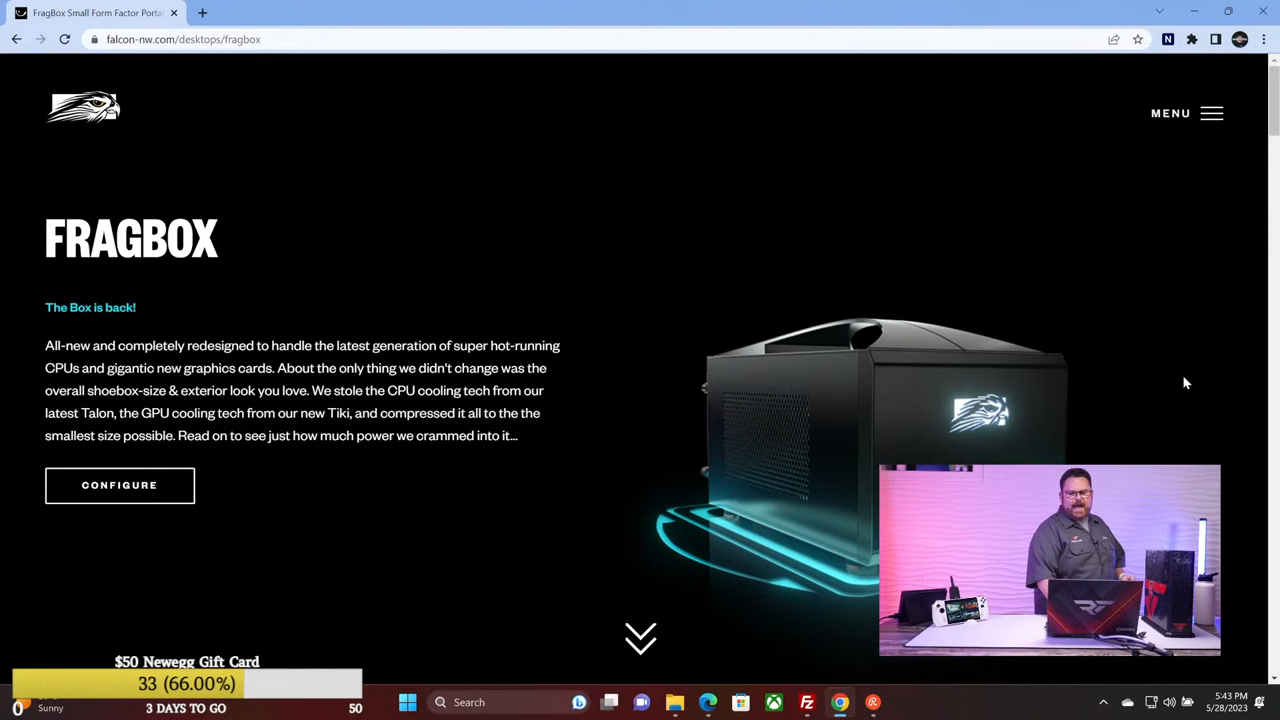 FragBox Small Form Factor Porta
falcon-nw.com/desktops/fragbox
N
MENU
FRAGBOX
The Box is back!
All-new and completely redesigned to handle the latest generation of super hot-running
CPUs and gigantic new graphics cards. About the only thing we didn't change was the
overall shoebox-size & exterior look you love. We stole the CPU cooling tech from our
latest Talon, the GPU cooling tech from our new Tiki, and compressed it all to the the
smallest size possible. Read on to see just how much power we crammed into it...
CONFIGURE
$50 Newegg Gift Card
33 (66.00%)
0 3 DAYS TO GO 50
Sunny
Search
5:43 PM
5/28/2023